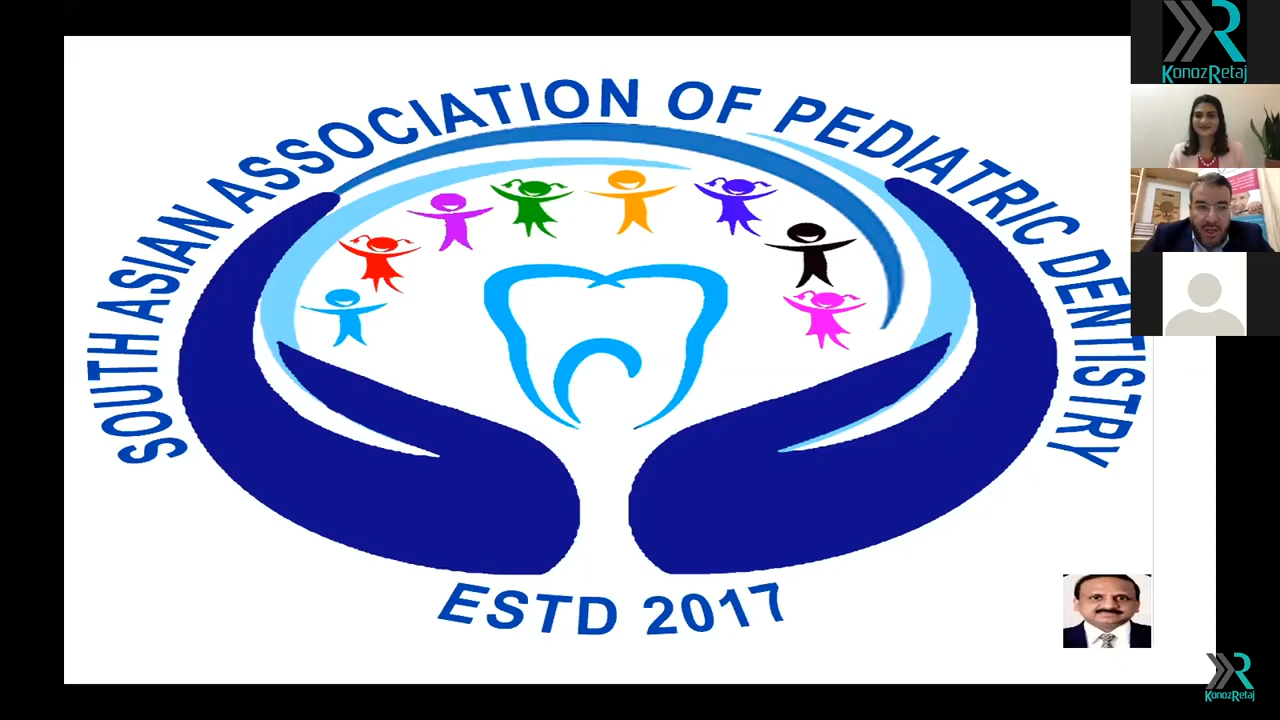 SOUTH ASIAN ASSOCIATION OF PEDIATRIC DENTISTRY
ESTD 2017
KonozRetaj
KonozRetaj